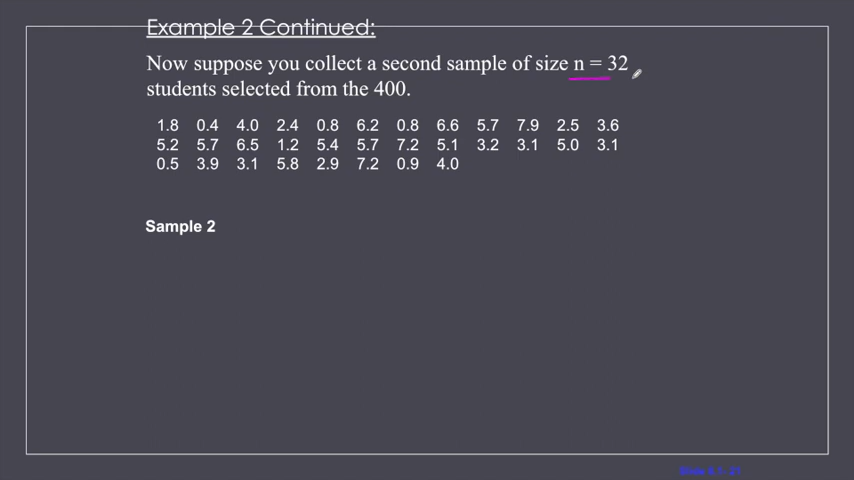 Example 2 Continued:
Now suppose you collect a second sample of size n = 32
students selected from the 400.
1.8 0.4 4.0 2.4 0.8 6.2 0.8 6.6 5.7 7.9 2.5 3.6
5.2 5.7 6.5 1.2 5.4 5.7 7.2 5.1 3.2 3.1 5.0 3.1
0.5 3.9 3.1 5.8 2.9 7.2 0.9 4.0
Sample 2